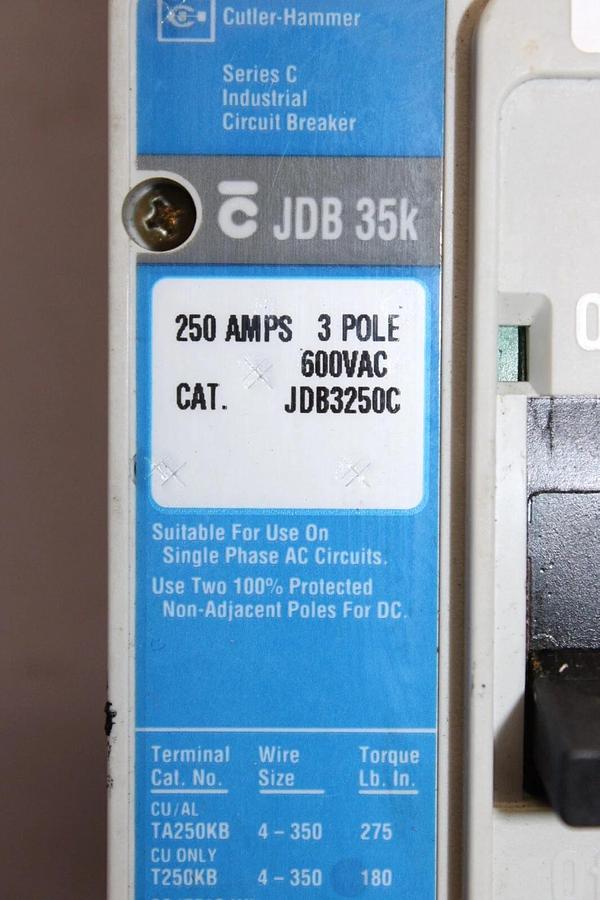 Cutler-Hammer
Series C
Industrial
Circuit Breaker
C JDB 35k
250 AMPS 3 POLE
600VAC
CAT. JDB3250C
Suitable For Use On
Single Phase AC Circuits.
Use Two 100% Protected
Non-Adjacent Poles For DC.
Terminal Wire Torque
Cat. No. Size Lb. In.
CU/AL
TA250KB 4 – 350 275
CU ONLY
T250KB 4 – 350 180